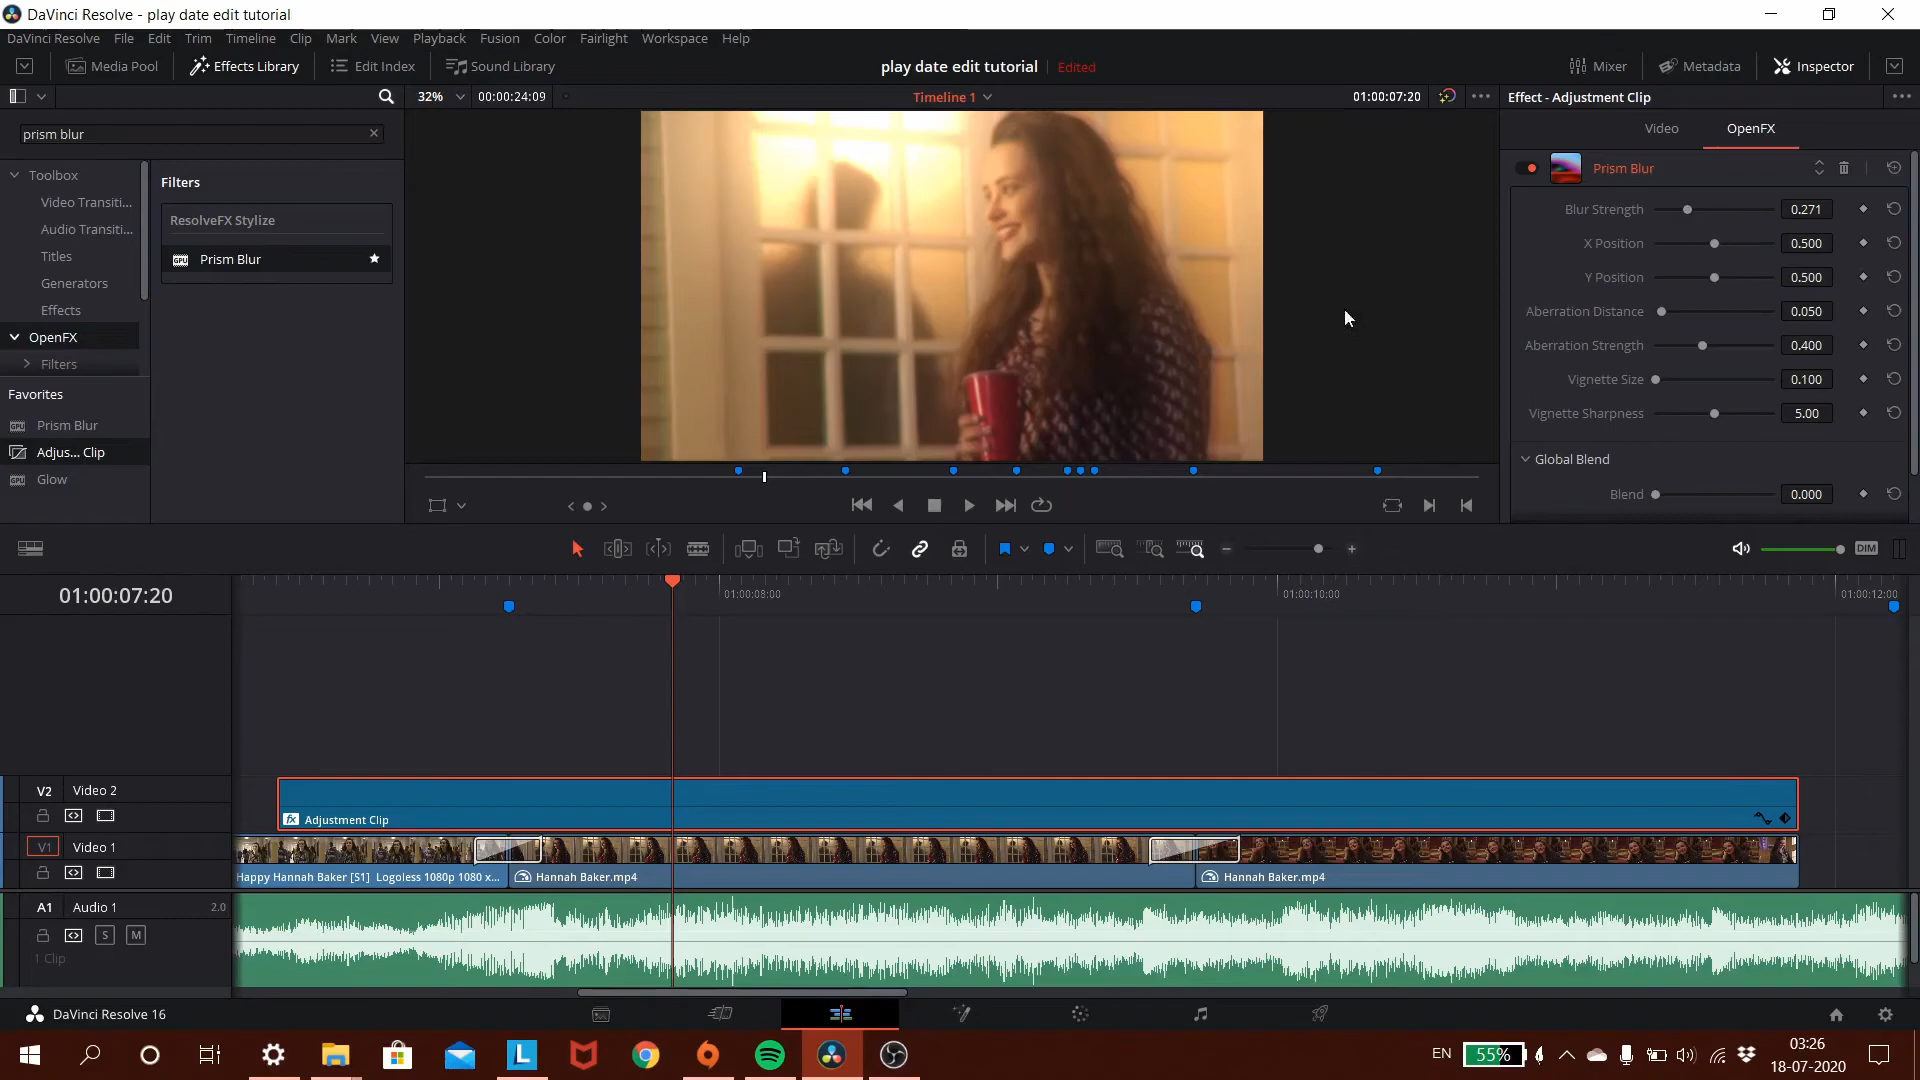 DaVinci Resolve - play date edit tutorial
DaVinci Resolve File Edit Trim Timeline Clip Mark View Playback Fusion Color Fairlight Workspace Help
Media Pool Effects Library Edit Index Sound Library play date edit tutorial Edited Mixer Metadata Inspector
32% 00:00:24:09 Timeline 1 01:00:07:20 Effect - Adjustment Clip
prism blur
Video OpenFX
Toolbox
Video Transiti...
Audio Transiti...
Titles
Generators
Effects
OpenFX
Filters
Favorites
Prism Blur
Adjus... Clip
Glow
Filters
ResolveFX Stylize
GPU Prism Blur
Prism Blur
Blur Strength 0.271
X Position 0.500
Y Position 0.500
Aberration Distance 0.050
Aberration Strength 0.400
Vignette Size 0.100
Vignette Sharpness 5.00
Global Blend
Blend 0.000
DIM
01:00:07:20
01:00:08:00 01:00:10:00 01:00:12:00
V2 Video 2
fx Adjustment Clip
V1 Video 1
Happy Hannah Baker [S1] Logoless 1080p 1080 x... Hannah Baker.mp4 Hannah Baker.mp4
A1 Audio 1 2.0
S M
1 Clip
DaVinci Resolve 16
L
EN 55% 03:26
18-07-2020